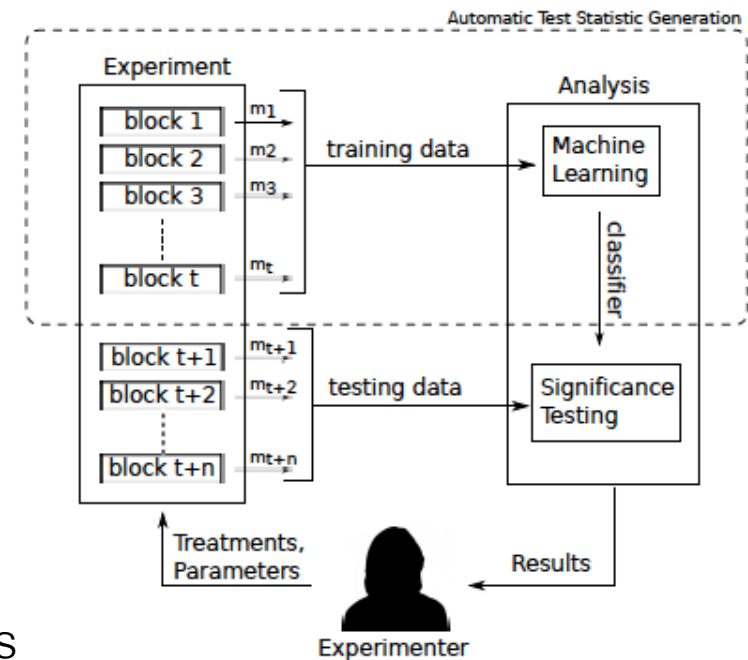 Automatic Test Statistic Generation
Experiment
Analysis
block 1
m1
block 2
m2
block 3
m3
block t
mt
training data
Machine
Learning
classifier
block t+1
mt+1
block t+2
mt+2
block t+n
mt+n
testing data
Significance
Testing
Treatments,
Parameters
Results
Experimenter
S